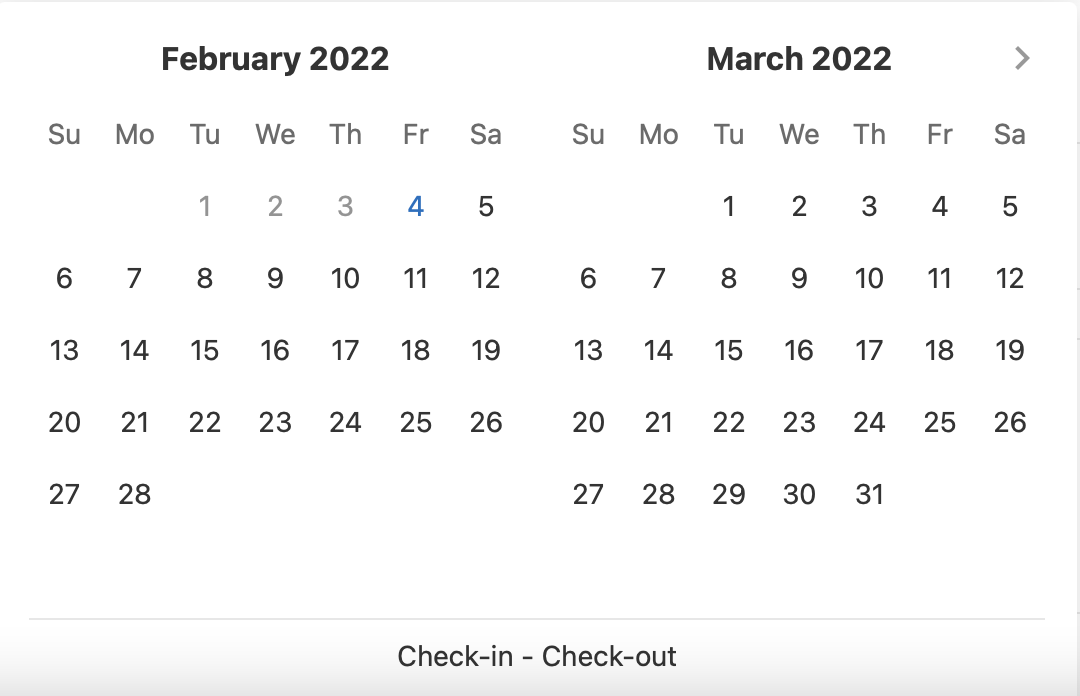 February 2022
Su Mo Tu We Th Fr Sa
1 2 3 4 5
6 7 8 9 10 11 12
13 14 15 16 17 18 19
20 21 22 23 24 25 26
27 28
March 2022
Su Mo Tu We Th Fr Sa
1 2 3 4 5
6 7 8 9 10 11 12
13 14 15 16 17 18 19
20 21 22 23 24 25 26
27 28 29 30 31
Check-in - Check-out